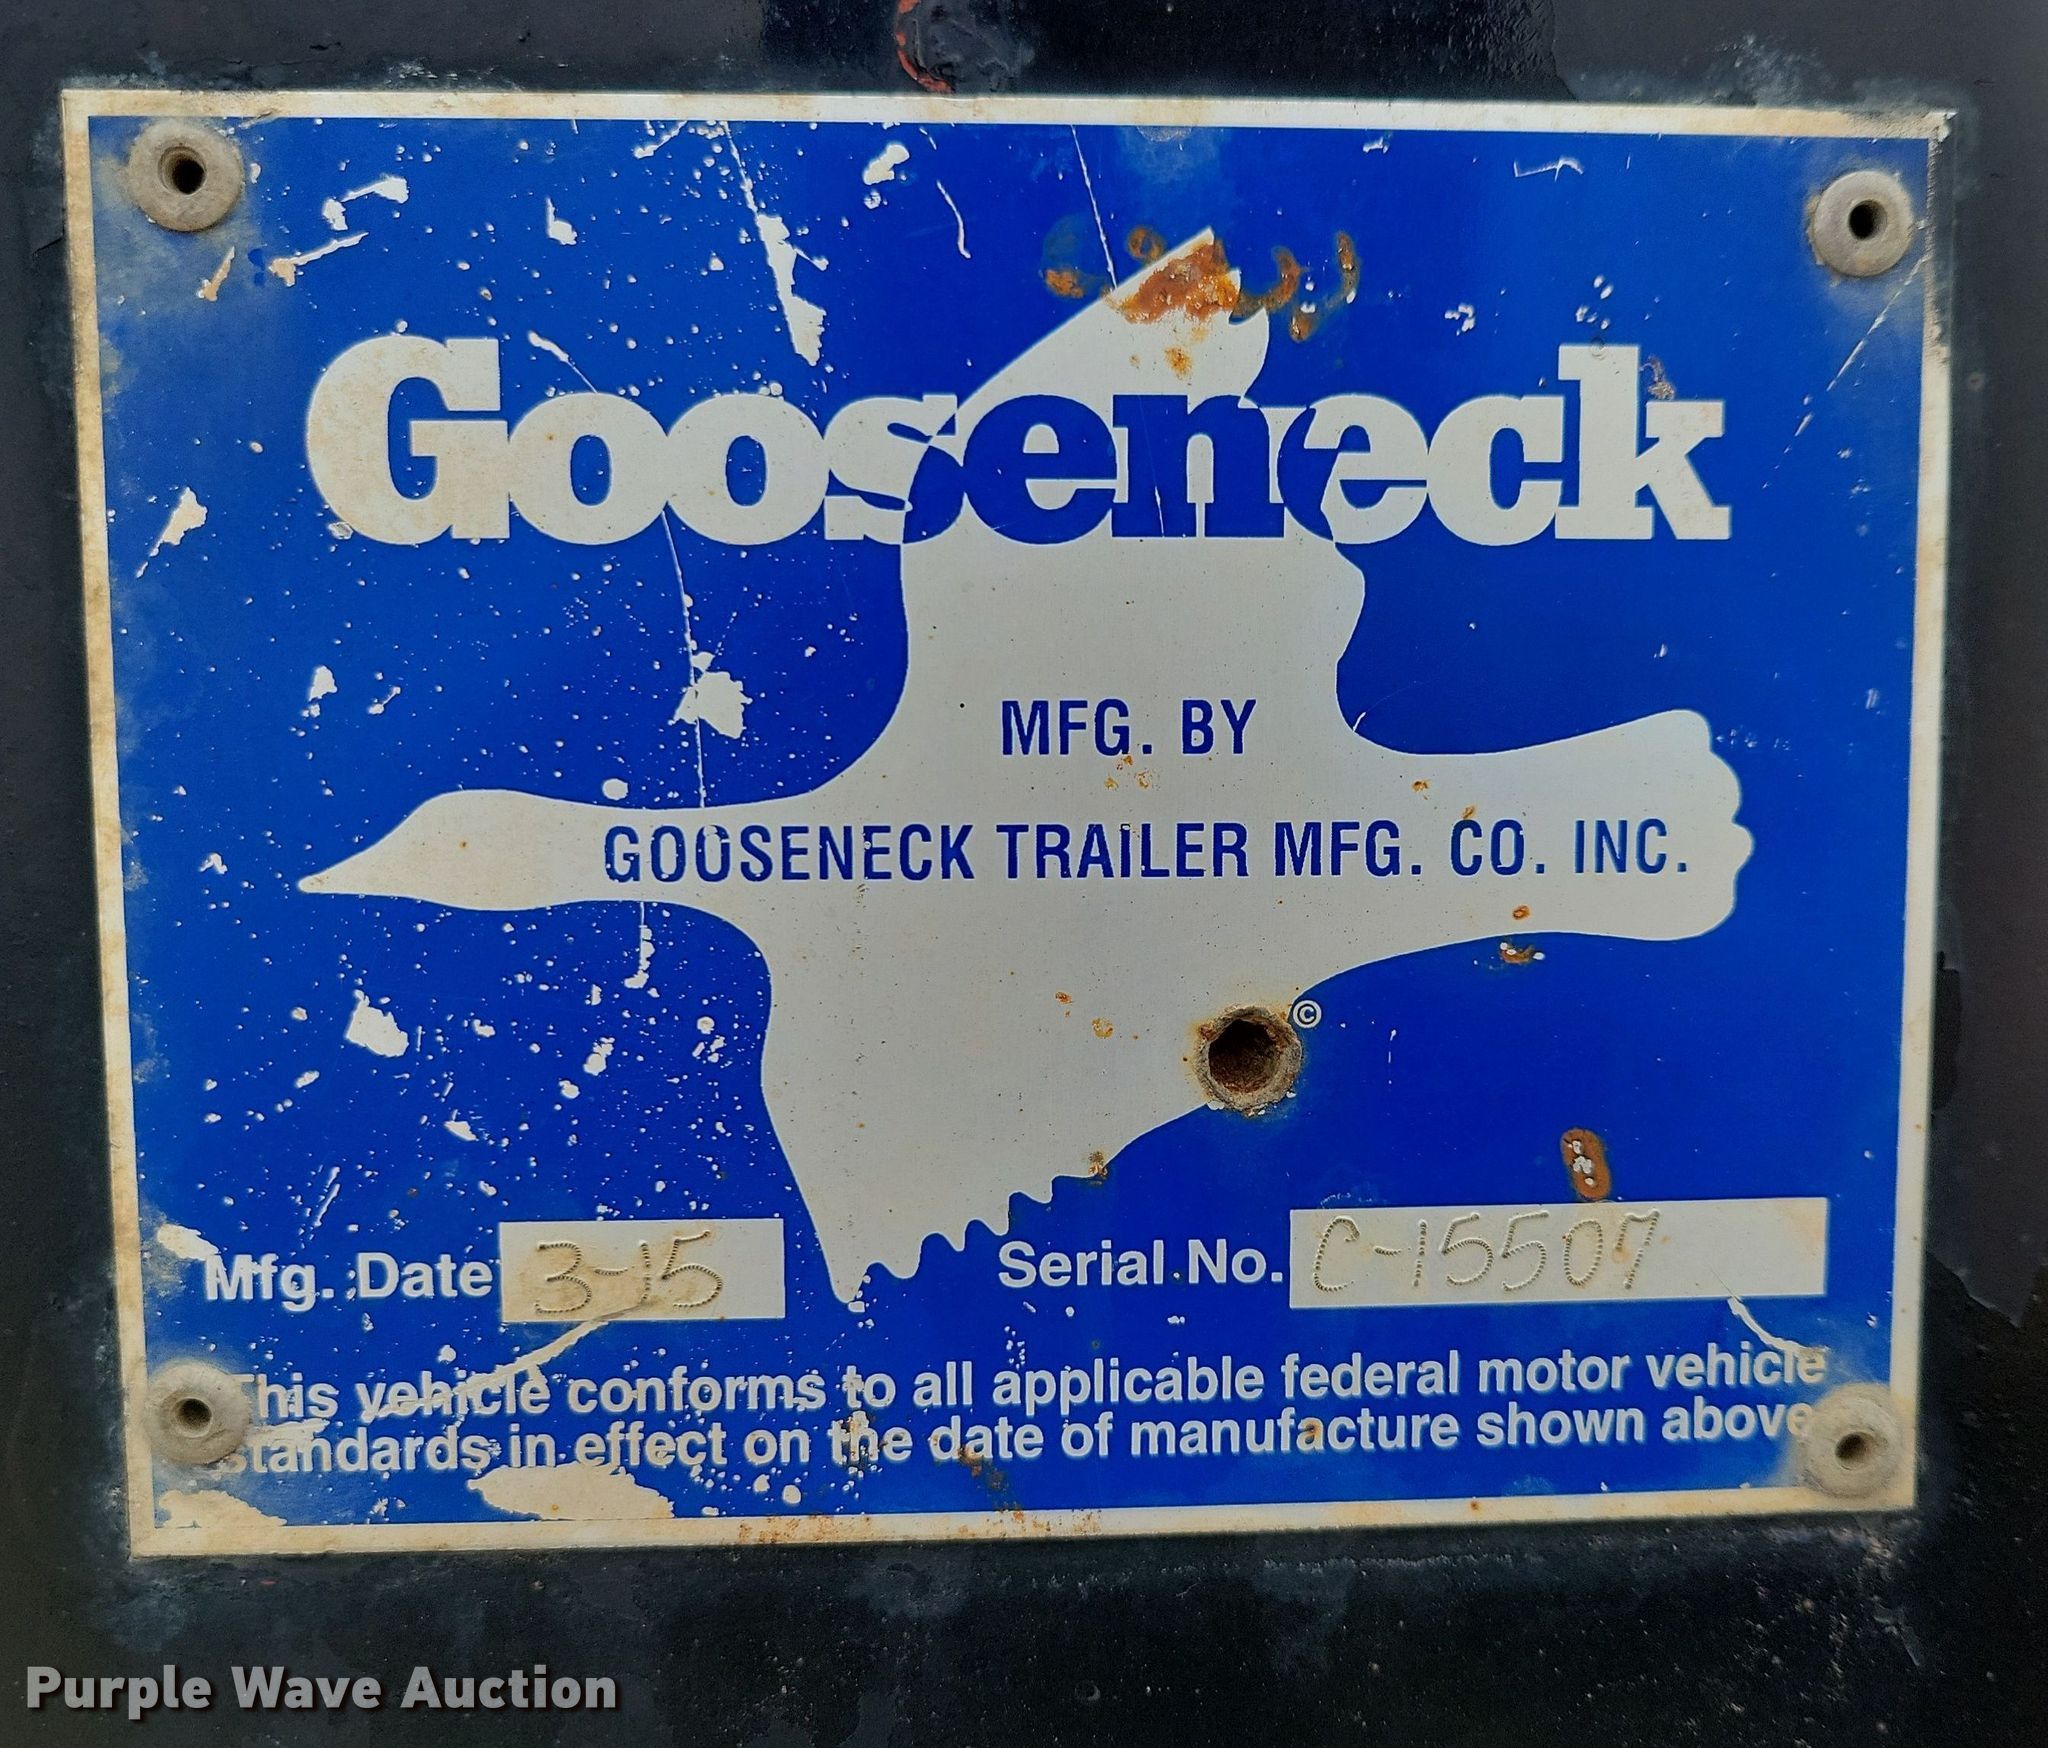 Gooseneck
MFG. BY
GOOSENECK TRAILER MFG. CO. INC.
©
Mfg. Date 3-15
Serial No. C-15507
This vehicle conforms to all applicable federal motor vehicle
standards in effect on the date of manufacture shown above.
Purple Wave Auction